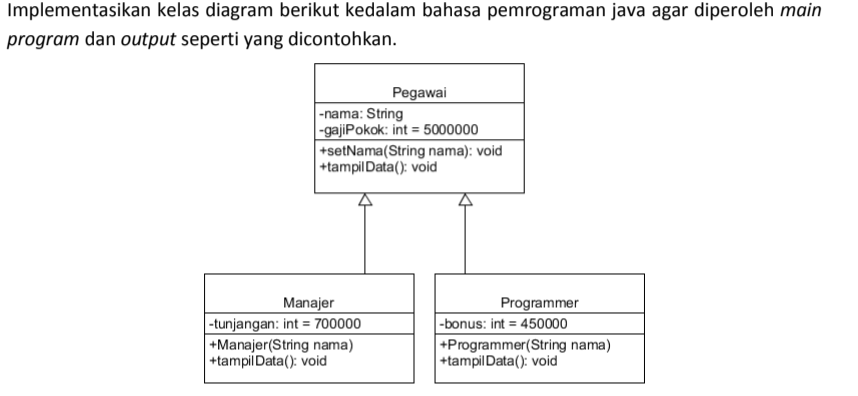 Implementasikan kelas diagram berikut kedalam bahasa pemrograman java agar diperoleh main
program dan output seperti yang dicontohkan.
Pegawai
-nama: String
-gajiPokok: int = 5000000
+setNama(String nama): void
+tampilData(): void
Manajer
-tunjangan: int = 700000
+Manajer(String nama)
+tampilData(): void
Programmer
-bonus: int = 450000
+Programmer(String nama)
+tampilData(): void